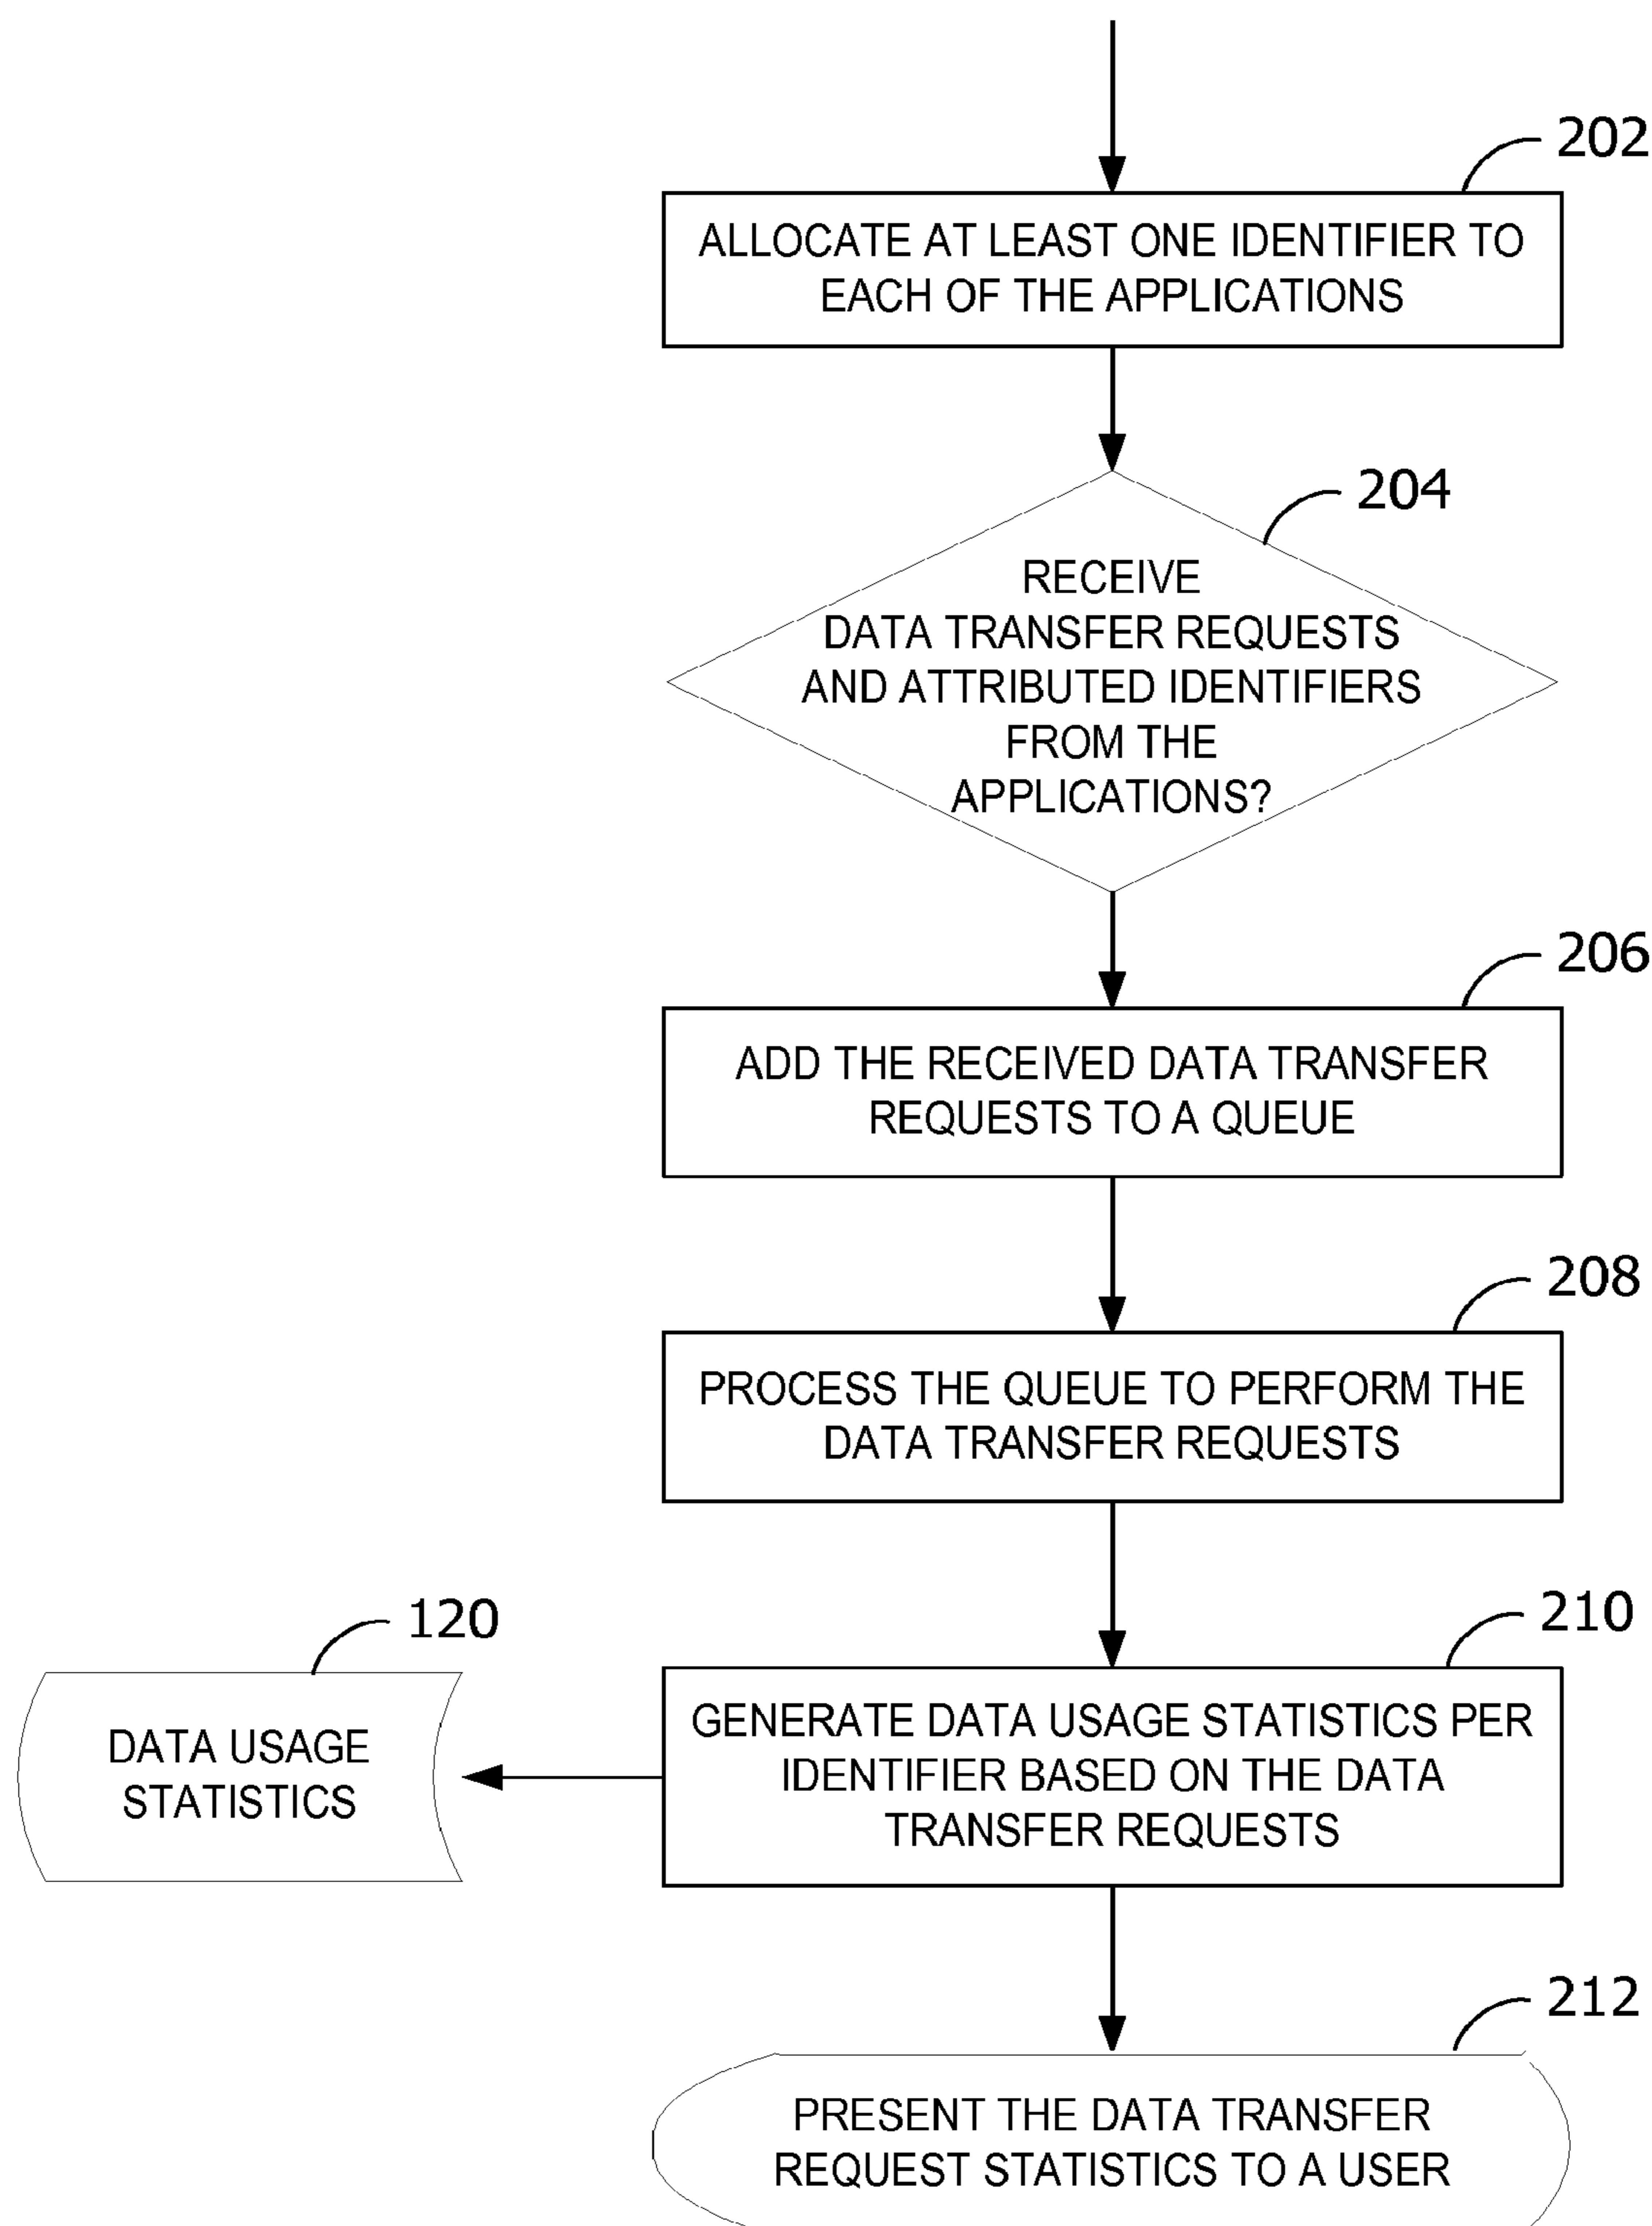 202
ALLOCATE AT LEAST ONE IDENTIFIER TO
EACH OF THE APPLICATIONS
204
RECEIVE
DATA TRANSFER REQUESTS
AND ATTRIBUTED IDENTIFIERS
FROM THE
APPLICATIONS?
206
ADD THE RECEIVED DATA TRANSFER
REQUESTS TO A QUEUE
208
PROCESS THE QUEUE TO PERFORM THE
DATA TRANSFER REQUESTS
210
GENERATE DATA USAGE STATISTICS PER
IDENTIFIER BASED ON THE DATA
TRANSFER REQUESTS
120
DATA USAGE
STATISTICS
212
PRESENT THE DATA TRANSFER
REQUEST STATISTICS TO A USER